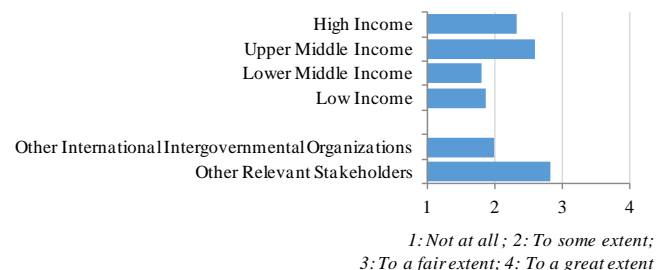 High Income
Upper Middle Income
Lower Middle Income
Low Income
Other International Intergovernmental Organizations
Other Relevant Stakeholders
1 2 3 4
1: Not at all ; 2: To some extent;
3: To a fair extent; 4: To a great extent